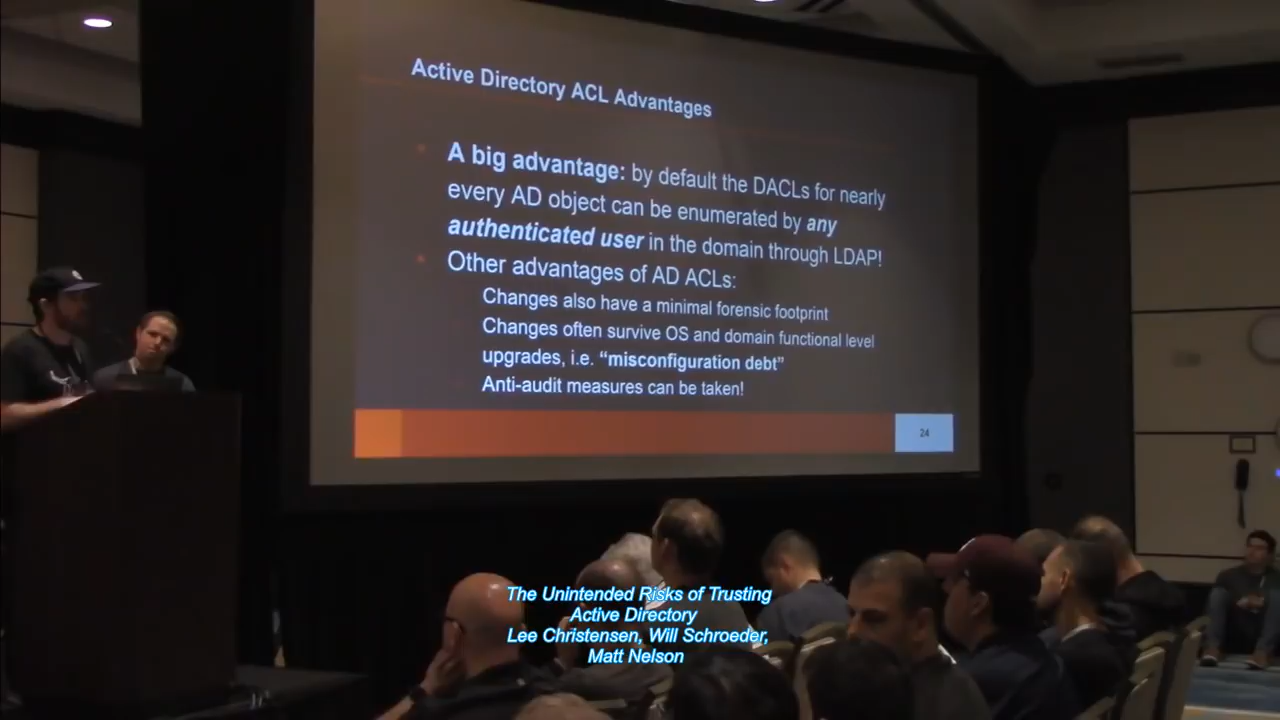 Active Directory ACL Advantages
A big advantage: by default the DACLs for nearly
every AD object can be enumerated by any
authenticated user in the domain through LDAP!
Other advantages of AD ACLs:
Changes also have a minimal forensic footprint
Changes often survive OS and domain functional level
upgrades, i.e. “misconfiguration debt”
Anti-audit measures can be taken!
24
The Unintended Risks of Trusting
Active Directory
Lee Christensen, Will Schroeder,
Matt Nelson